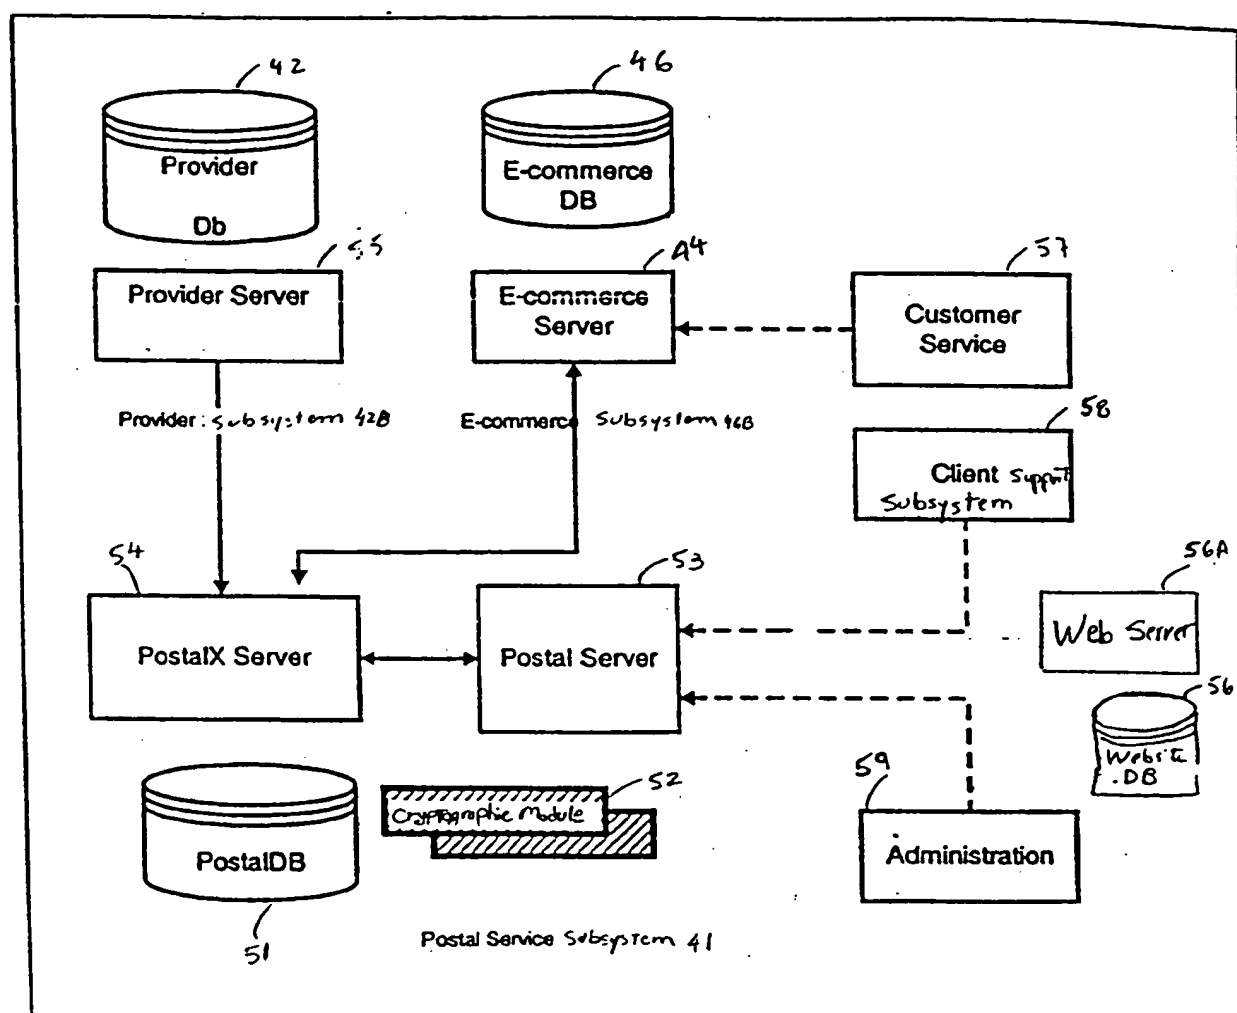 42
46
Provider
Db
E-commerce
DB
55
A4
57
Provider Server
E-commerce
Server
Customer
Service
Provider: subsystem 42B
E-commerce Subsystem 46B
58
Client Support
Subsystem
54
53
56A
PostalX Server
Postal Server
Web Server
56
Website
.DB
52
59
Cryptographic Module
PostalDB
Administration
51
Postal Service Subsystem 41